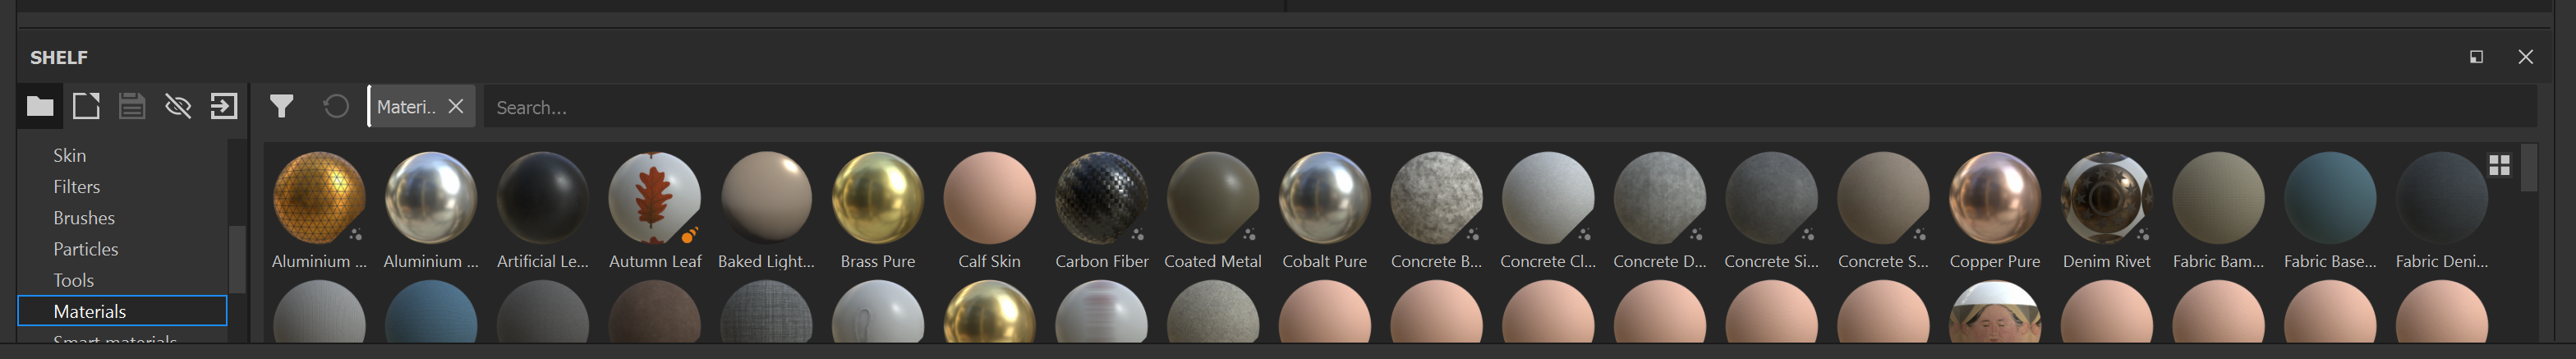 SHELF
Materi..
Search...
Skin
Filters
Brushes
Particles
Tools
Materials
Smart materials
Aluminium ...
Aluminium ...
Artificial Le...
Autumn Leaf
Baked Light...
Brass Pure
Calf Skin
Carbon Fiber
Coated Metal
Cobalt Pure
Concrete B...
Concrete Cl...
Concrete D...
Concrete Si...
Concrete S...
Copper Pure
Denim Rivet
Fabric Bam...
Fabric Base...
Fabric Deni...